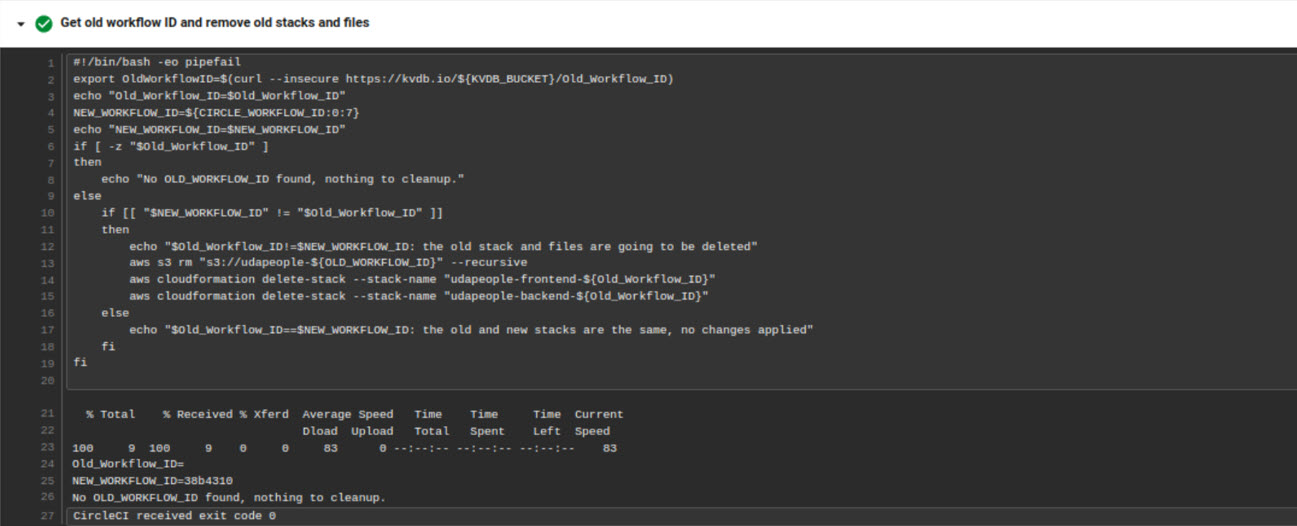 Get old workflow ID and remove old stacks and files
1 #!/bin/bash -eo pipefail
2 export OldWorkflowID=$(curl --insecure https://kvdb.io/${KVDB_BUCKET}/Old_Workflow_ID)
3 echo "Old_Workflow_ID=$Old_Workflow_ID"
4 NEW_WORKFLOW_ID=${CIRCLE_WORKFLOW_ID:0:7}
5 echo "NEW_WORKFLOW_ID=$NEW_WORKFLOW_ID"
6 if [ -z "$Old_Workflow_ID" ]
7 then
8     echo "No OLD_WORKFLOW_ID found, nothing to cleanup."
9 else
10     if [[ "$NEW_WORKFLOW_ID" != "$Old_Workflow_ID" ]]
11     then
12         echo "$Old_Workflow_ID!=$NEW_WORKFLOW_ID: the old stack and files are going to be deleted"
13         aws s3 rm "s3://udapeople-${OLD_WORKFLOW_ID}" --recursive
14         aws cloudformation delete-stack --stack-name "udapeople-frontend-${Old_Workflow_ID}"
15         aws cloudformation delete-stack --stack-name "udapeople-backend-${Old_Workflow_ID}"
16     else
17         echo "$Old_Workflow_ID==$NEW_WORKFLOW_ID: the old and new stacks are the same, no changes applied"
18     fi
19 fi
20
21   % Total    % Received % Xferd  Average Speed   Time    Time     Time  Current
22                                  Dload  Upload   Total   Spent    Left  Speed
23 100     9  100     9    0     0     83      0 --:--:-- --:--:-- --:--:--    83
24 Old_Workflow_ID=
25 NEW_WORKFLOW_ID=38b4310
26 No OLD_WORKFLOW_ID found, nothing to cleanup.
27 CircleCI received exit code 0